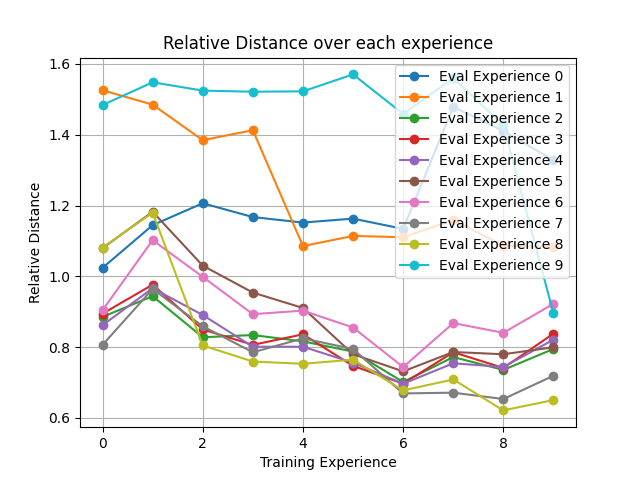 Relative Distance over each experience
Relative Distance
1.6
1.4
1.2
1.0
0.8
0.6
Eval Experience 0
Eval Experience 1
Eval Experience 2
Eval Experience 3
Eval Experience 4
Eval Experience 5
Eval Experience 6
Eval Experience 7
Eval Experience 8
Eval Experience 9
0 2 4 6 8
Training Experience